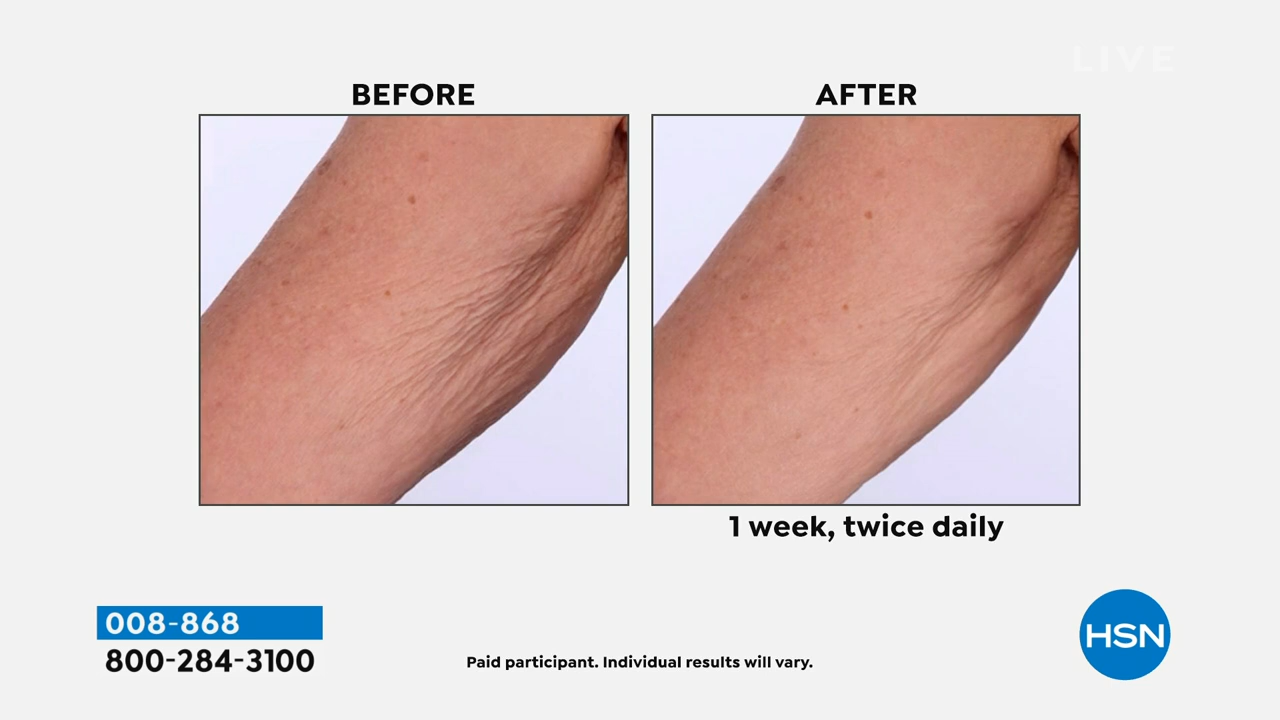 LIVE
BEFORE
AFTER
1 week, twice daily
008-868
800-284-3100
Paid participant. Individual results will vary.
HSN